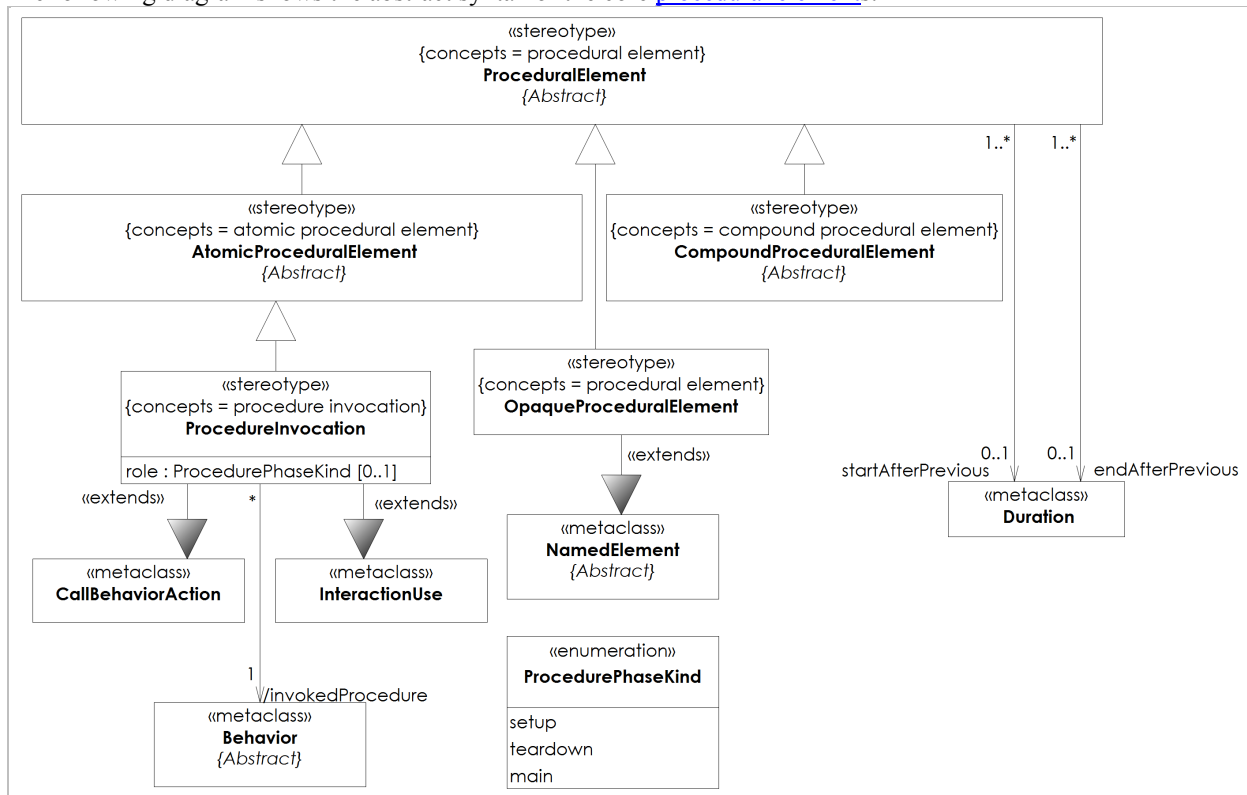 procedural elements.
«stereotype»
{concepts = procedural element}
ProceduralElement
{Abstract}
1..*
1..*
«stereotype»
{concepts = atomic procedural element}
AtomicProceduralElement
{Abstract}
«stereotype»
{concepts = compound procedural element}
CompoundProceduralElement
{Abstract}
«stereotype»
{concepts = procedure invocation}
ProcedureInvocation
role : ProcedurePhaseKind [0..1]
«stereotype»
{concepts = procedural element}
OpaqueProceduralElement
«extends»
*
«extends»
«extends»
0..1
0..1
startAfterPrevious
endAfterPrevious
«metaclass»
Duration
«metaclass»
NamedElement
{Abstract}
«metaclass»
CallBehaviorAction
«metaclass»
InteractionUse
1
/invokedProcedure
«metaclass»
Behavior
{Abstract}
«enumeration»
ProcedurePhaseKind
setup
teardown
main